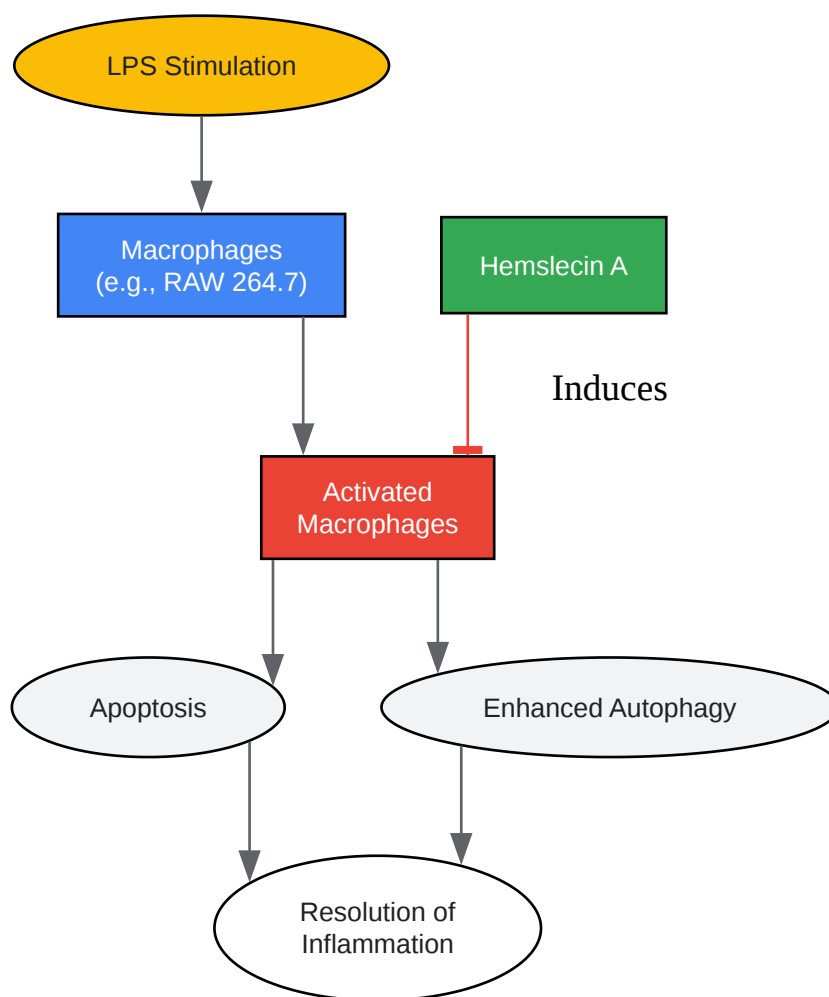 LPS Stimulation
Macrophages
(e.g., RAW 264.7)
Hemslecin A
Induces
Activated
Macrophages
Apoptosis
Enhanced Autophagy
Resolution of
Inflammation